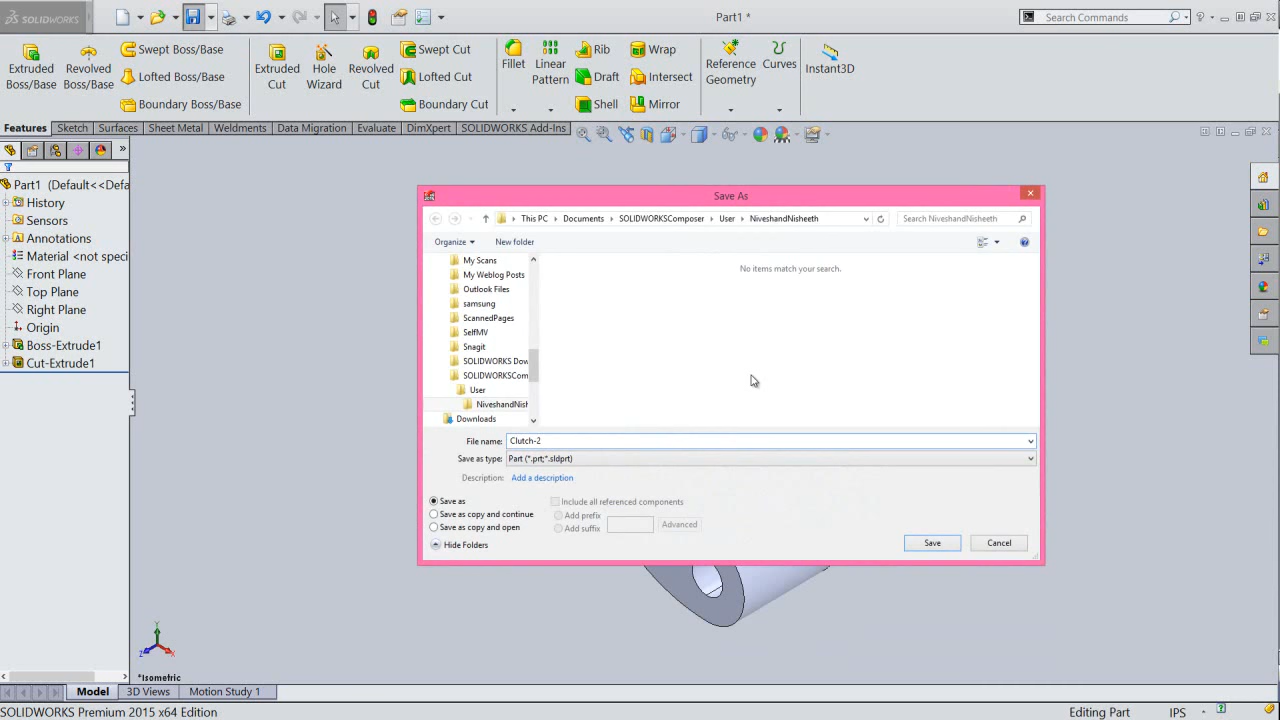 SOLIDWORKS
Part1 *
Search Commands
Extruded Boss/Base
Revolved Boss/Base
Swept Boss/Base
Lofted Boss/Base
Boundary Boss/Base
Extruded Cut
Hole Wizard
Revolved Cut
Swept Cut
Lofted Cut
Boundary Cut
Fillet
Linear Pattern
Rib
Draft
Shell
Wrap
Intersect
Mirror
Reference Geometry
Curves
Instant3D
Features Sketch Surfaces Sheet Metal Weldments Data Migration Evaluate DimXpert SOLIDWORKS Add-Ins
Part1 (Default<<Defa
History
Sensors
Annotations
Material <not speci
Front Plane
Top Plane
Right Plane
Origin
Boss-Extrude1
Cut-Extrude1
Save As
This PC Documents SOLIDWORKSComposer User NiveshandNisheeth
Search NiveshandNisheeth
Organize New folder
My Scans
My Weblog Posts
Outlook Files
samsung
ScannedPages
SelfMV
Snagit
SOLIDWORKS Dow
SOLIDWORKSCom
User
NiveshandNish
Downloads
No items match your search.
File name: Clutch-2
Save as type: Part (*.prt;*.sldprt)
Description: Add a description
Save as
Save as copy and continue
Save as copy and open
Include all referenced components
Add prefix
Add suffix
Advanced
Hide Folders
Save Cancel
Y
Z
X
*Isometric
Model 3D Views Motion Study 1
SOLIDWORKS Premium 2015 x64 Edition
Editing Part IPS